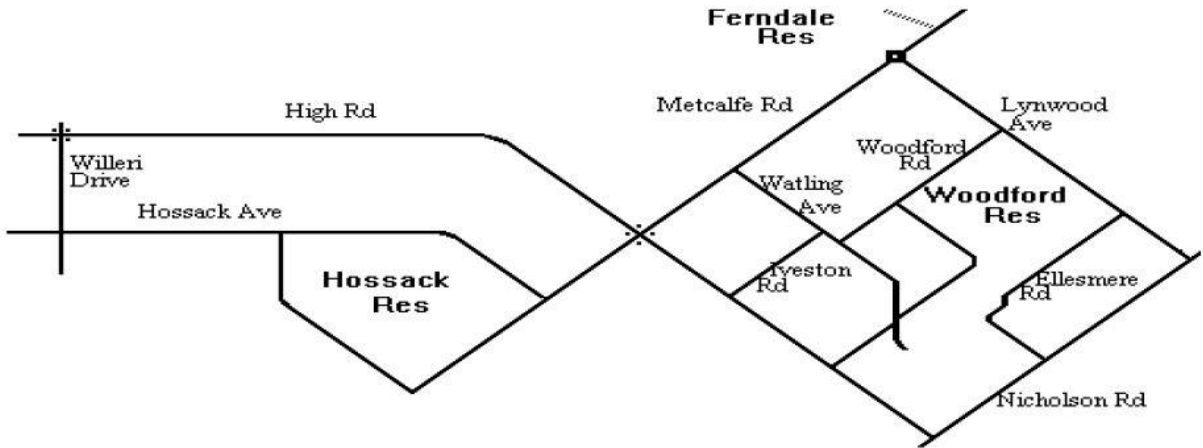 Ferndale
Res
High Rd
Metcalfe Rd
Lynwood
Ave
Woodford
Rd
Willeri
Drive
Watling
Ave
Woodford
Res
Hossack Ave
Hossack
Res
Iveston
Rd
Ellesmere
Rd
Nicholson Rd